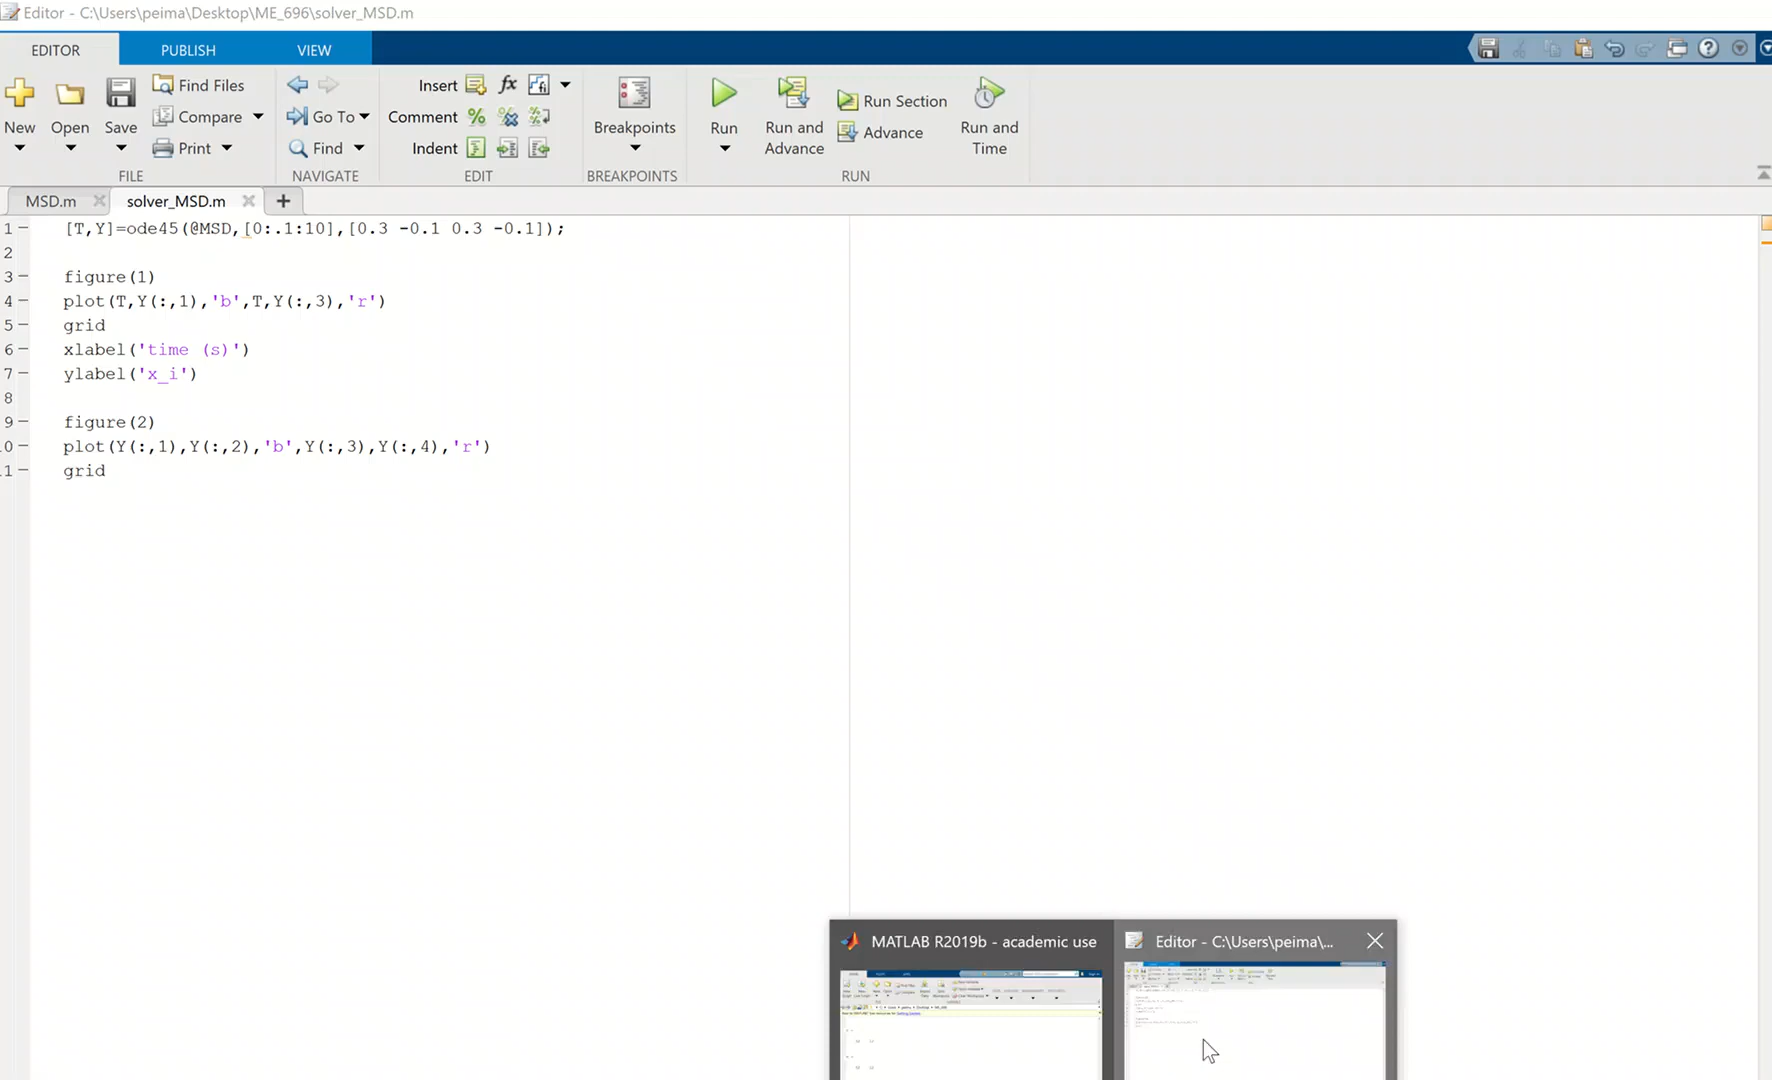 Editor - C:\Users\peima\Desktop\ME_696\solver_MSD.m
EDITOR PUBLISH VIEW
New Open Save Find Files Compare Print
FILE
Go To Find
NAVIGATE
Insert fx
Comment
Indent
EDIT
Breakpoints
BREAKPOINTS
Run Run and Advance Run Section Advance Run and Time
RUN
MSD.m solver_MSD.m +
1 [T,Y]=ode45(@MSD,[0:.1:10],[0.3 -0.1 0.3 -0.1]);
2
3 figure(1)
4 plot(T,Y(:,1),'b',T,Y(:,3),'r')
5 grid
6 xlabel('time (s)')
7 ylabel('x_i')
8
9 figure(2)
0 plot(Y(:,1),Y(:,2),'b',Y(:,3),Y(:,4),'r')
1 grid
MATLAB R2019b - academic use
Editor - C:\Users\peima\...